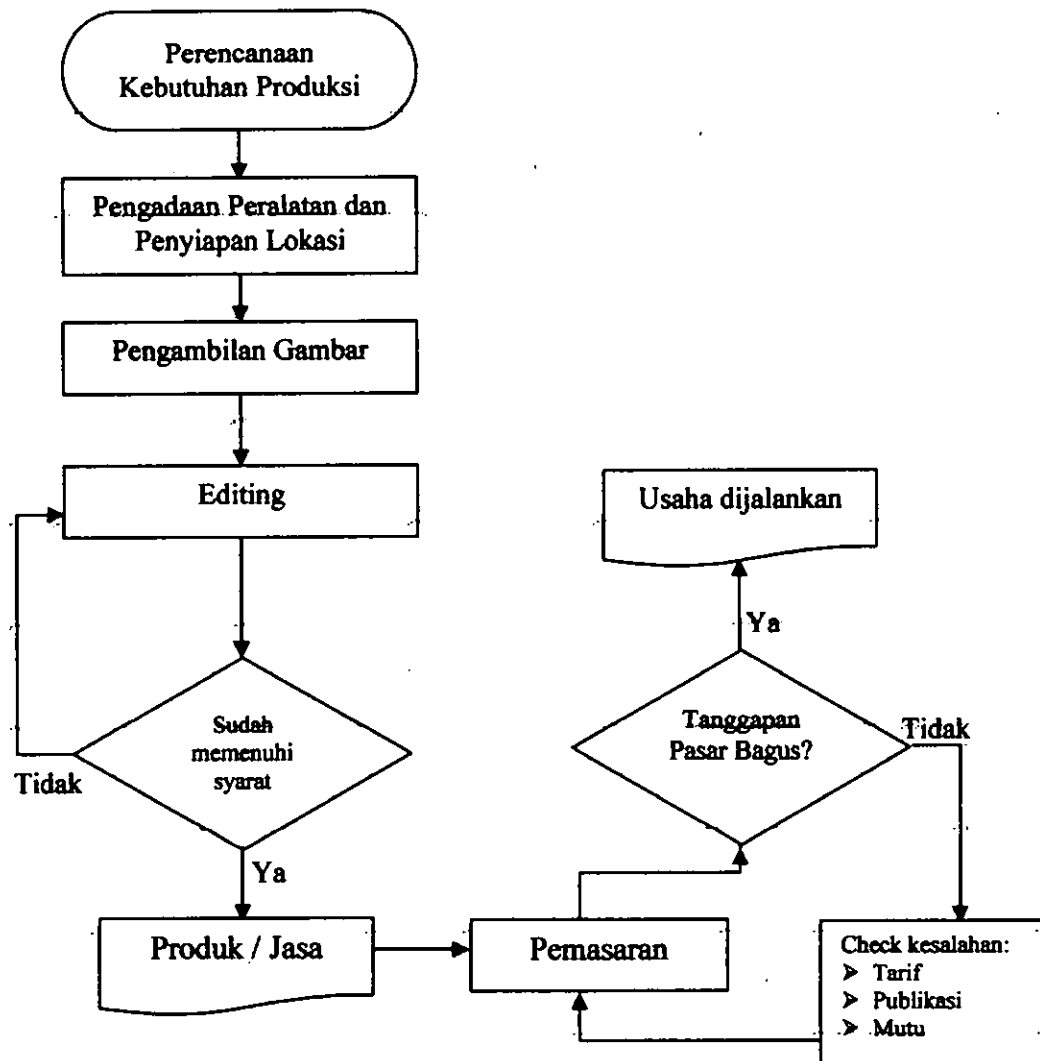 Perencanaan
Kebutuhan Produksi
Pengadaan Peralatan dan
Penyiapan Lokasi
Pengambilan Gambar
Editing
Sudah
memenuhi
syarat
Tidak
Ya
Produk / Jasa
Pemasaran
Usaha dijalankan
Ya
Tanggapan
Pasar Bagus?
Tidak
Check kesalahan:
➤ Tarif
➤ Publikasi
➤ Mutu